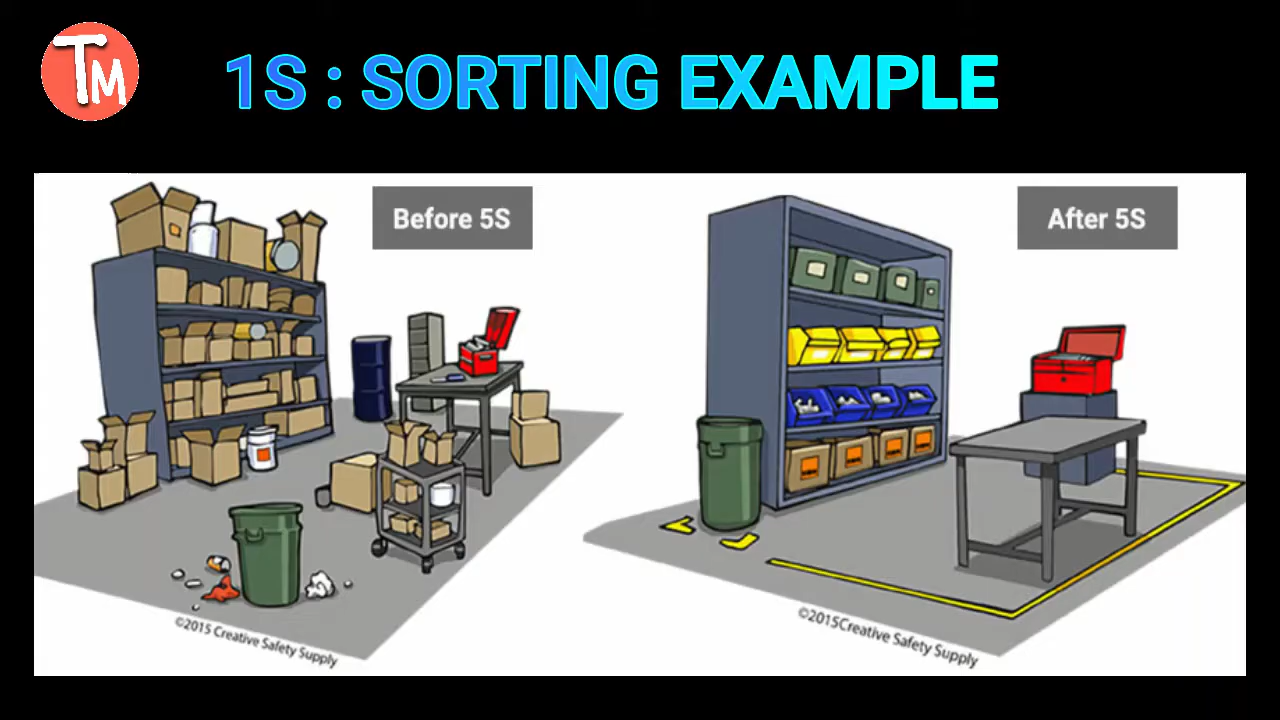 TM
1S : SORTING EXAMPLE
Before 5S
After 5S
©2015 Creative Safety Supply
©2015Creative Safety Supply